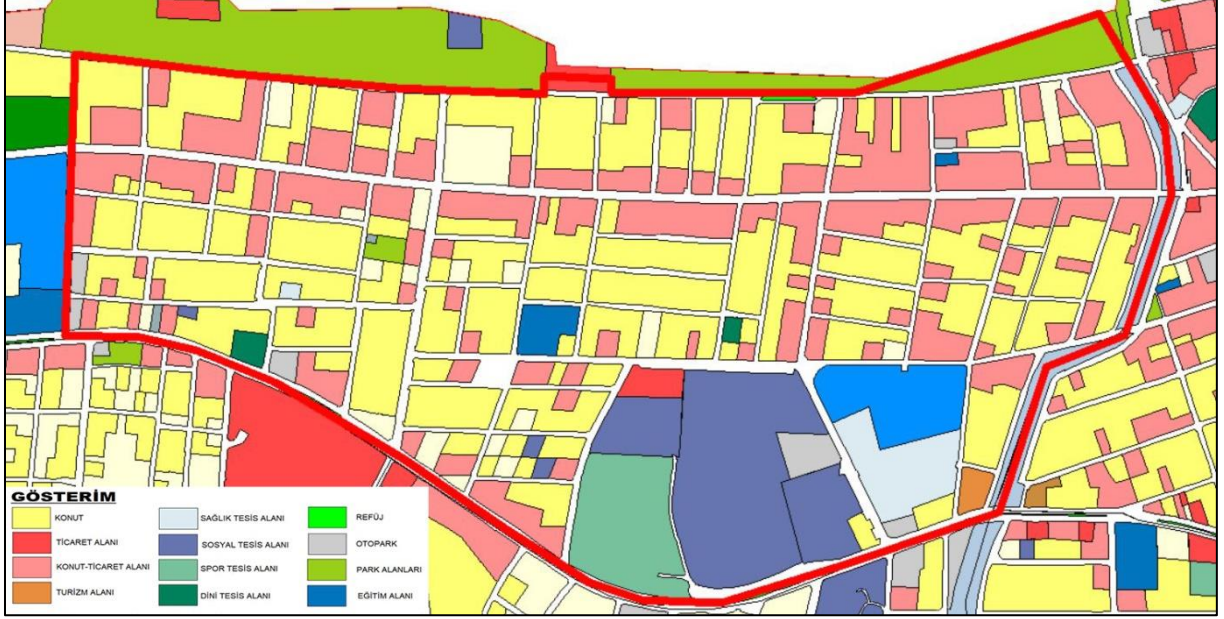 GÖSTERİM
KONUT
TİCARET ALANI
KONUT-TİCARET ALANI
TURİZM ALANI
SAĞLIK TESİS ALANI
SOSYAL TESİS ALANI
SPOR TESİS ALANI
DİNİ TESİS ALANI
REFÜJ
OTOPARK
PARK ALANLARI
EĞİTİM ALANI